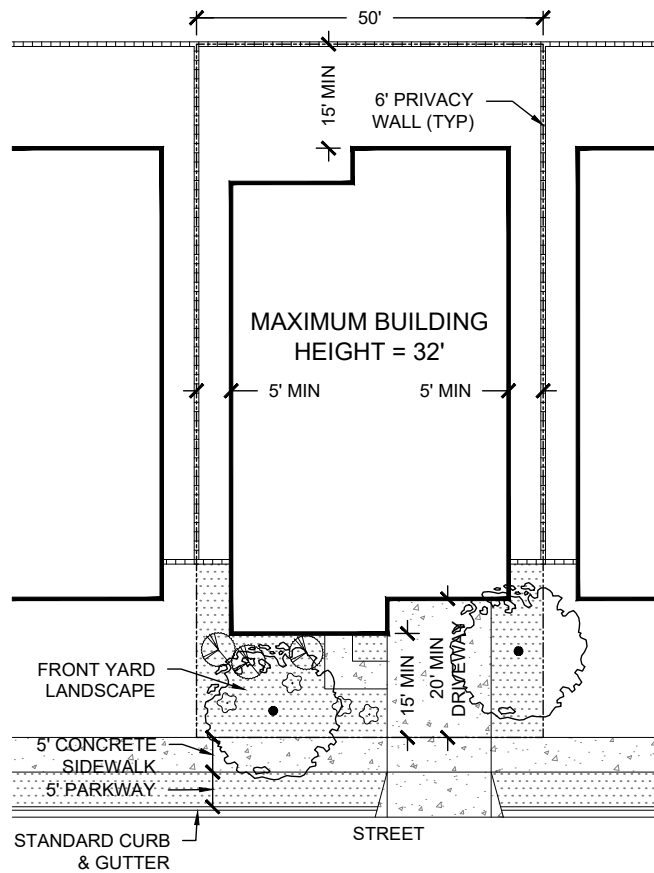 50'
15' MIN
6' PRIVACY
WALL (TYP)
MAXIMUM BUILDING
HEIGHT = 32'
5' MIN
5' MIN
FRONT YARD
LANDSCAPE
15' MIN
20' MIN
DRIVEWAY
5' CONCRETE
SIDEWALK
5' PARKWAY
STREET
STANDARD CURB
& GUTTER